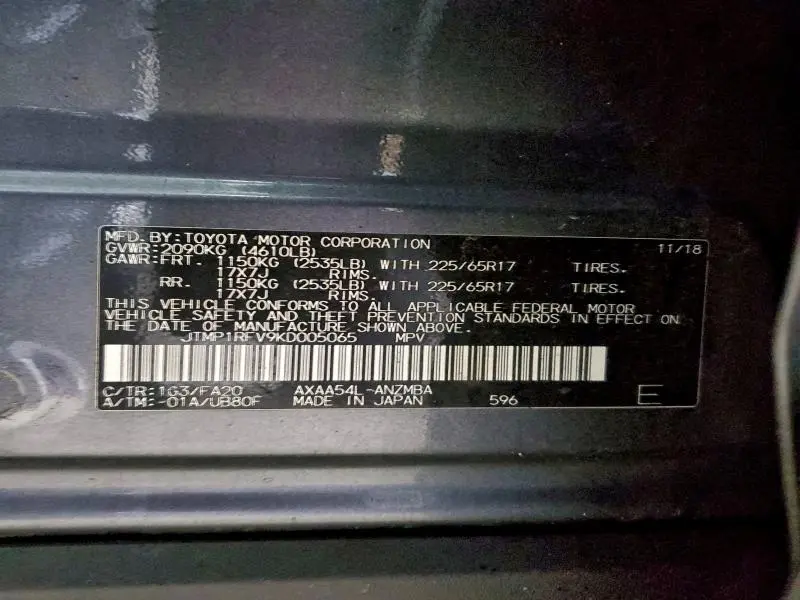 MFD. BY: TOYOTA MOTOR CORPORATION 11/18
GVWR: 2090KG (4610LB)
GAWR: FRT. 1150KG (2535LB) WITH 225/65R17 TIRES.
17X7J RIMS.
RR. 1150KG (2535LB) WITH 225/65R17 TIRES.
17X7J RIMS.
THIS VEHICLE CONFORMS TO ALL APPLICABLE FEDERAL MOTOR
VEHICLE SAFETY AND THEFT PREVENTION STANDARDS IN EFFECT ON
THE DATE OF MANUFACTURE SHOWN ABOVE.
JTMP1RFV9KD005065 MPV
C/TR: 1G3/FA20 AXAA54L-ANZMBA
A/TM: -01A/UB80F MADE IN JAPAN 596 E